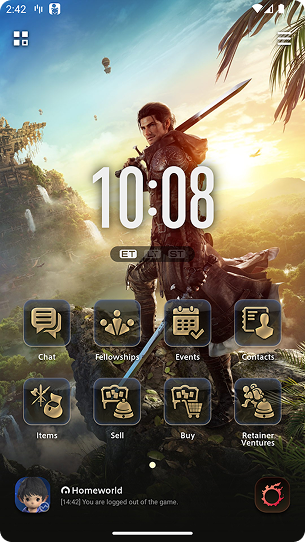 2:42
10:08
ET LT ST
Chat
Fellowships
Events
Contacts
Items
Sell
Buy
Retainer
Ventures
Homeworld
[14:42] You are logged out of the game.